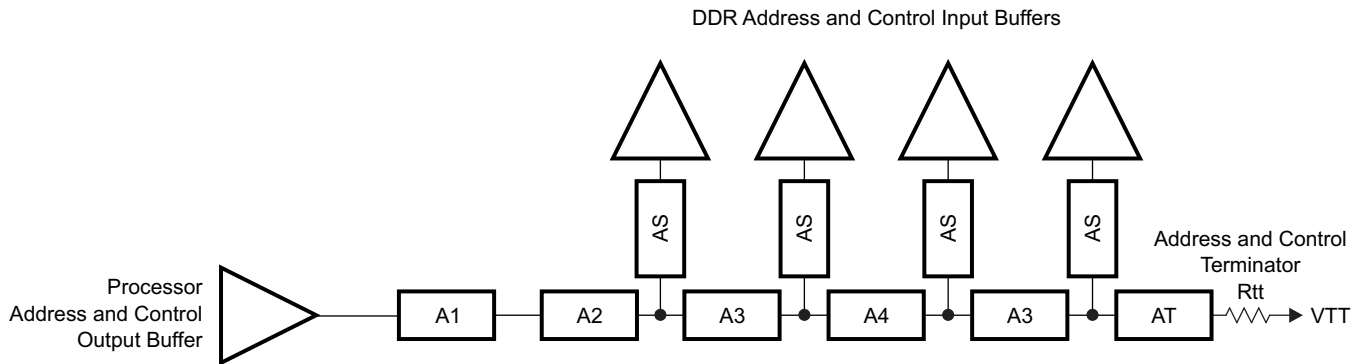 DDR Address and Control Input Buffers
AS
AS
AS
AS
Address and Control
Terminator
Rtt
Processor
Address and Control
Output Buffer
A1
A2
A3
A4
A3
AT
VTT